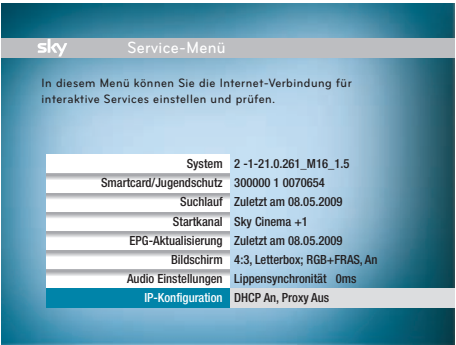 sky Service-Menü
In diesem Menü können Sie die Internet-Verbindung für
interaktive Services einstellen und prüfen.
System 2 -1-21.0.261_M16_1.5
Smartcard/Jugendschutz 300000 1 0070654
Suchlauf Zuletzt am 08.05.2009
Startkanal Sky Cinema +1
EPG-Aktualisierung Zuletzt am 08.05.2009
Bildschirm 4:3, Letterbox; RGB+FRAS, An
Audio Einstellungen Lippensynchronität 0ms
IP-Konfiguration DHCP An, Proxy Aus